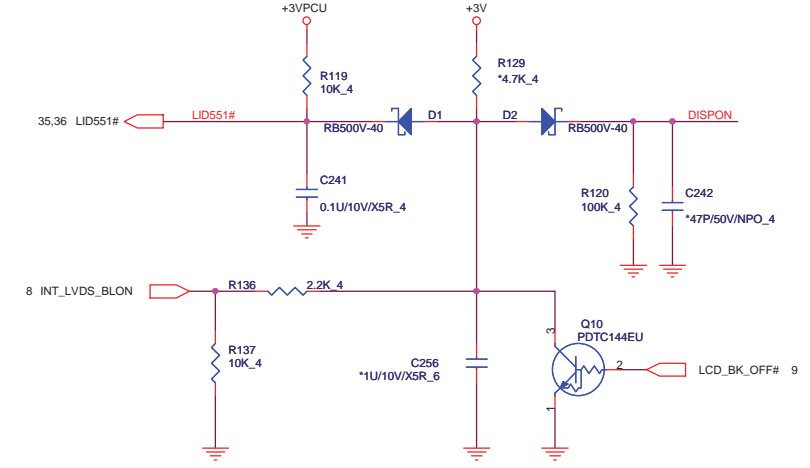 +3VPCU
+3V
R119
10K_4
R129
*4.7K_4
35,36 LID551#
LID551#
RB500V-40
D1
D2
RB500V-40
DISPON
C241
0.1U/10V/X5R_4
R120
100K_4
C242
*47P/50V/NPO_4
8 INT_LVDS_BLON
R136
2.2K_4
R137
10K_4
C256
*1U/10V/X5R_6
Q10
PDTC144EU
3
2
1
LCD_BK_OFF# 9